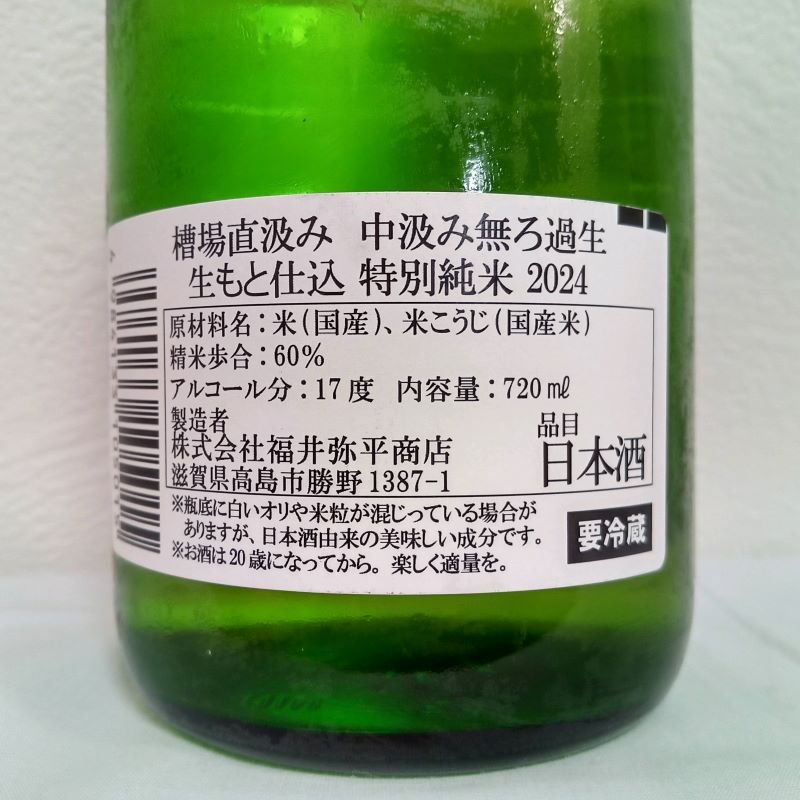 槽場直汲み 中汲み無ろ過生
生もと仕込 特別純米 2024
原材料名：米(国産)、米こうじ(国産米)
精米歩合：60%
アルコール分：17度 内容量：720㎖
製造者
株式会社福井弥平商店
滋賀県高島市勝野1387-1
品目
日本酒
※瓶底に白いオリや米粒が混じっている場合が
ありますが、日本酒由来の美味しい成分です。
※お酒は20歳になってから。楽しく適量を。
要冷蔵